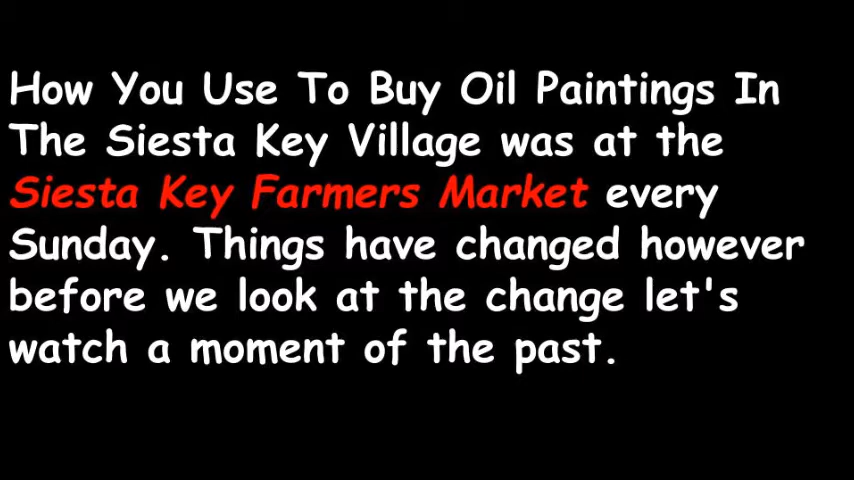 How You Use To Buy Oil Paintings In
The Siesta Key Village was at the
Siesta Key Farmers Market every
Sunday. Things have changed however
before we look at the change let's
watch a moment of the past.